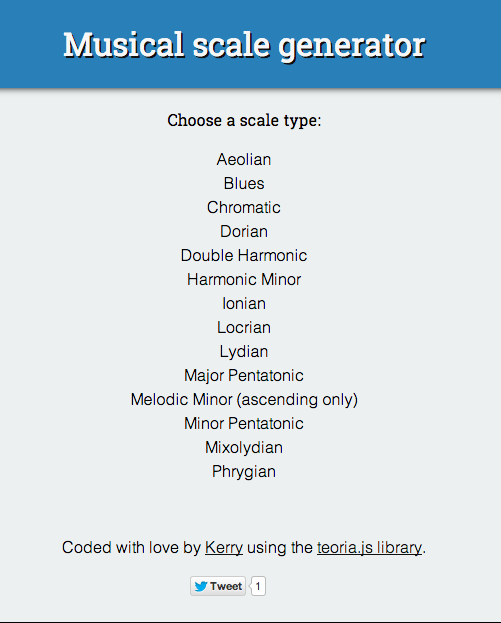 Musical scale generator
Choose a scale type:
Aeolian
Blues
Chromatic
Dorian
Double Harmonic
Harmonic Minor
Ionian
Locrian
Lydian
Major Pentatonic
Melodic Minor (ascending only)
Minor Pentatonic
Mixolydian
Phrygian
Coded with love by Kerry using the teoria.js library.
Tweet 1